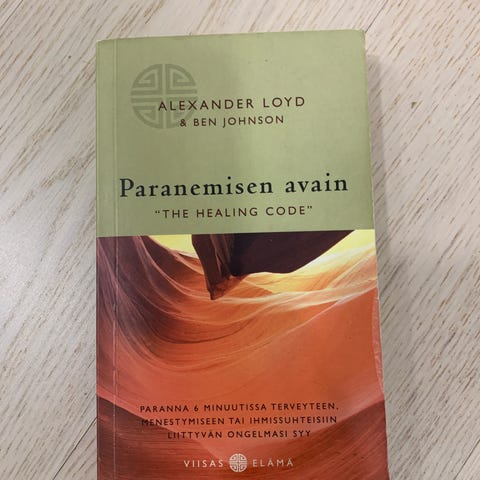 ALEXANDER LOYD
& BEN JOHNSON
Paranemisen avain
"THE HEALING CODE"
PARANNA 6 MINUUTISSA TERVEYTEEN,
MENESTYMISEEN TAI IHMISSUHTEISIIN
LIITTYVÄN ONGELMASI SYY
VIISAS ELÄMÄ